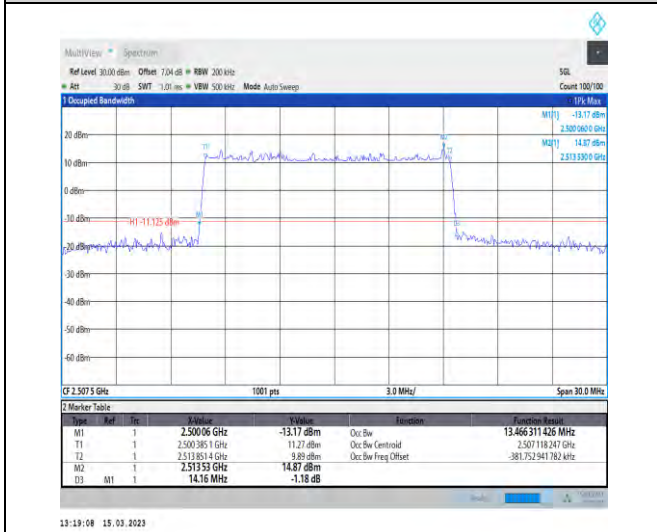 MultiView Spectrum
Ref Level 30.00 dBm Offset 7.04 dB RBW 200 kHz SGL
Att 30 dB SWT 1.01 ms VBW 500 kHz Mode Auto Sweep Count 100/100
1 Occupied Bandwidth 1Pk Max
M1[1] -13.17 dBm
2.500 060 0 GHz
M2[1] 14.87 dBm
2.513 530 0 GHz
20 dBm
M2
T1 T2
10 dBm
0 dBm
-10 dBm
H1 -11.125 dBm
-20 dBm
-30 dBm
-40 dBm
-50 dBm
-60 dBm
CF 2.507 5 GHz 1001 pts 3.0 MHz/ Span 30.0 MHz
2 Marker Table
Type Ref Trc X-Value Y-Value Function Function Result
M1 1 2.500 06 GHz -13.17 dBm Occ Bw 13.466 311 426 MHz
T1 1 2.500 385 1 GHz 11.27 dBm Occ Bw Centroid 2.507 118 247 GHz
T2 1 2.513 851 4 GHz 9.89 dBm Occ Bw Freq Offset -381.752 941 782 kHz
M2 1 2.513 53 GHz 14.87 dBm
D3 M1 1 14.16 MHz -1.18 dB
13:19:08 15.03.2023